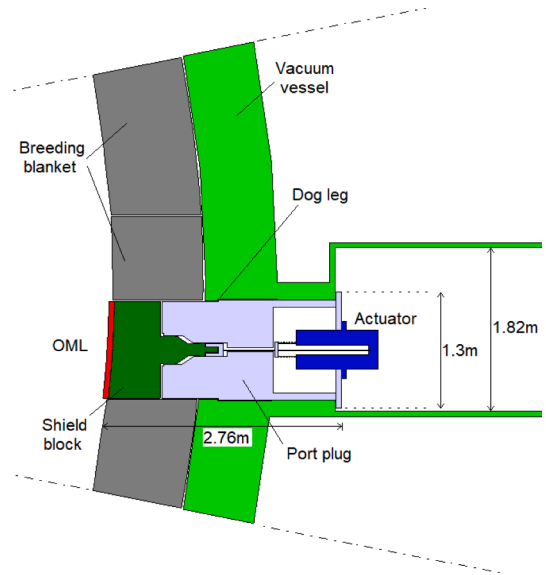 Vacuum
vessel
Breeding
blanket
Dog leg
OML
Actuator
1.82m
1.3m
Shield
block
2.76m
Port plug